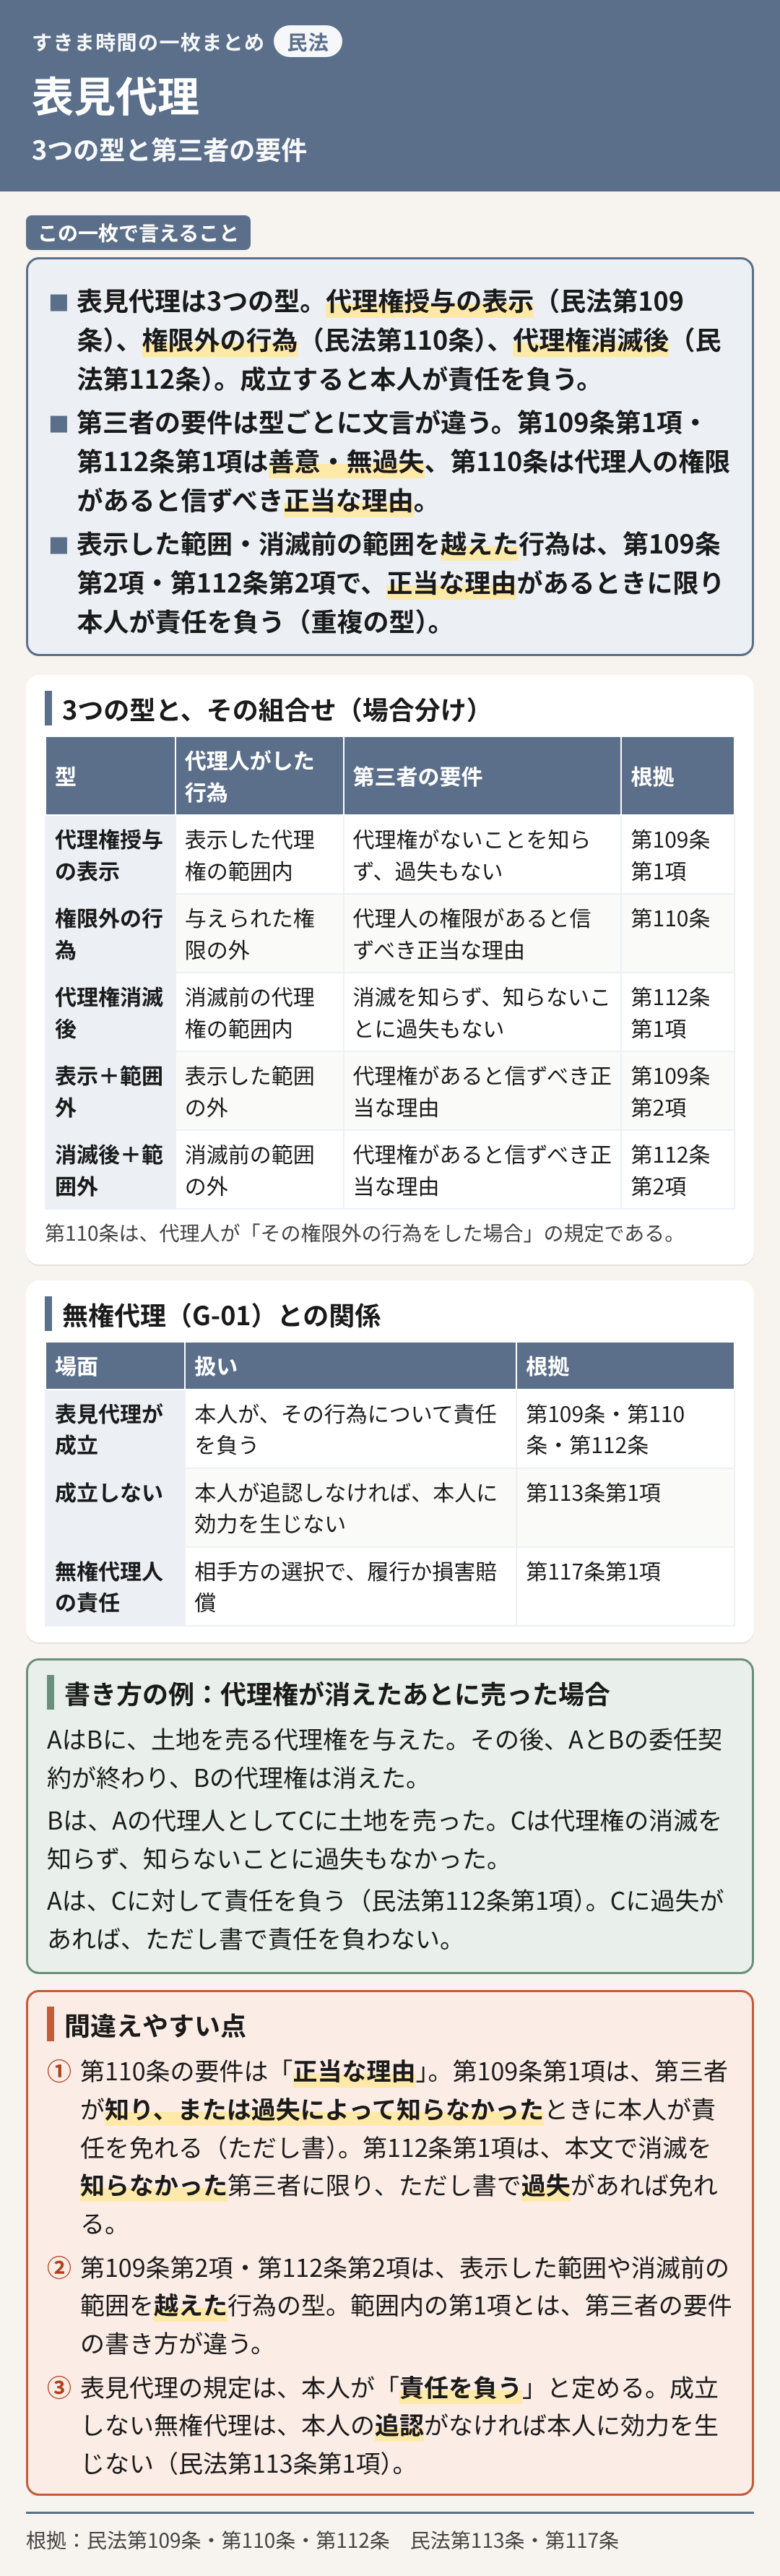 すきま時間の一枚まとめ 民法
表見代理
3つの型と第三者の要件
この一枚で言えること
■ 表見代理は3つの型。代理権授与の表示（民法第109
条）、権限外の行為（民法第110条）、代理権消滅後（民
法第112条）。成立すると本人が責任を負う。
■ 第三者の要件は型ごとに文言が違う。第109条第1項・
第112条第1項は善意・無過失、第110条は代理人の権限
があると信ずべき正当な理由。
■ 表示した範囲・消滅前の範囲を越えた行為は、第109条
第2項・第112条第2項で、正当な理由があるときに限り
本人が責任を負う（重複の型）。
3つの型と、その組合せ（場合分け）
型 代理人がした行為 第三者の要件 根拠
代理権授与の表示 表示した代理権の範囲内 代理権がないことを知らず、過失もない 第109条第1項
権限外の行為 与えられた権限の外 代理人の権限があると信ずべき正当な理由 第110条
代理権消滅後 消滅前の代理権の範囲内 消滅を知らず、知らないことに過失もない 第112条第1項
表示＋範囲外 表示した範囲の外 代理権があると信ずべき正当な理由 第109条第2項
消滅後＋範囲外 消滅前の範囲の外 代理権があると信ずべき正当な理由 第112条第2項
第110条は、代理人が「その権限外の行為をした場合」の規定である。
無権代理（G-01）との関係
場面 扱い 根拠
表見代理が成立 本人が、その行為について責任を負う 第109条・第110条・第112条
成立しない 本人が追認しなければ、本人に効力を生じない 第113条第1項
無権代理人の責任 相手方の選択で、履行か損害賠償 第117条第1項
書き方の例：代理権が消えたあとに売った場合
AはBに、土地を売る代理権を与えた。その後、AとBの委任契
約が終わり、Bの代理権は消えた。
Bは、Aの代理人としてCに土地を売った。Cは代理権の消滅を
知らず、知らないことに過失もなかった。
Aは、Cに対して責任を負う（民法第112条第1項）。Cに過失が
あれば、ただし書で責任を負わない。
間違えやすい点
① 第110条の要件は「正当な理由」。第109条第1項は、第三者
が知り、または過失によって知らなかったときに本人が責
任を免れる（ただし書）。第112条第1項は、本文で消滅を
知らなかった第三者に限り、ただし書で過失があれば免れ
る。
② 第109条第2項・第112条第2項は、表示した範囲や消滅前の
範囲を越えた行為の型。範囲内の第1項とは、第三者の要件
の書き方が違う。
③ 表見代理の規定は、本人が「責任を負う」と定める。成立
しない無権代理は、本人の追認がなければ本人に効力を生
じない（民法第113条第1項）。
根拠：民法第109条・第110条・第112条　民法第113条・第117条